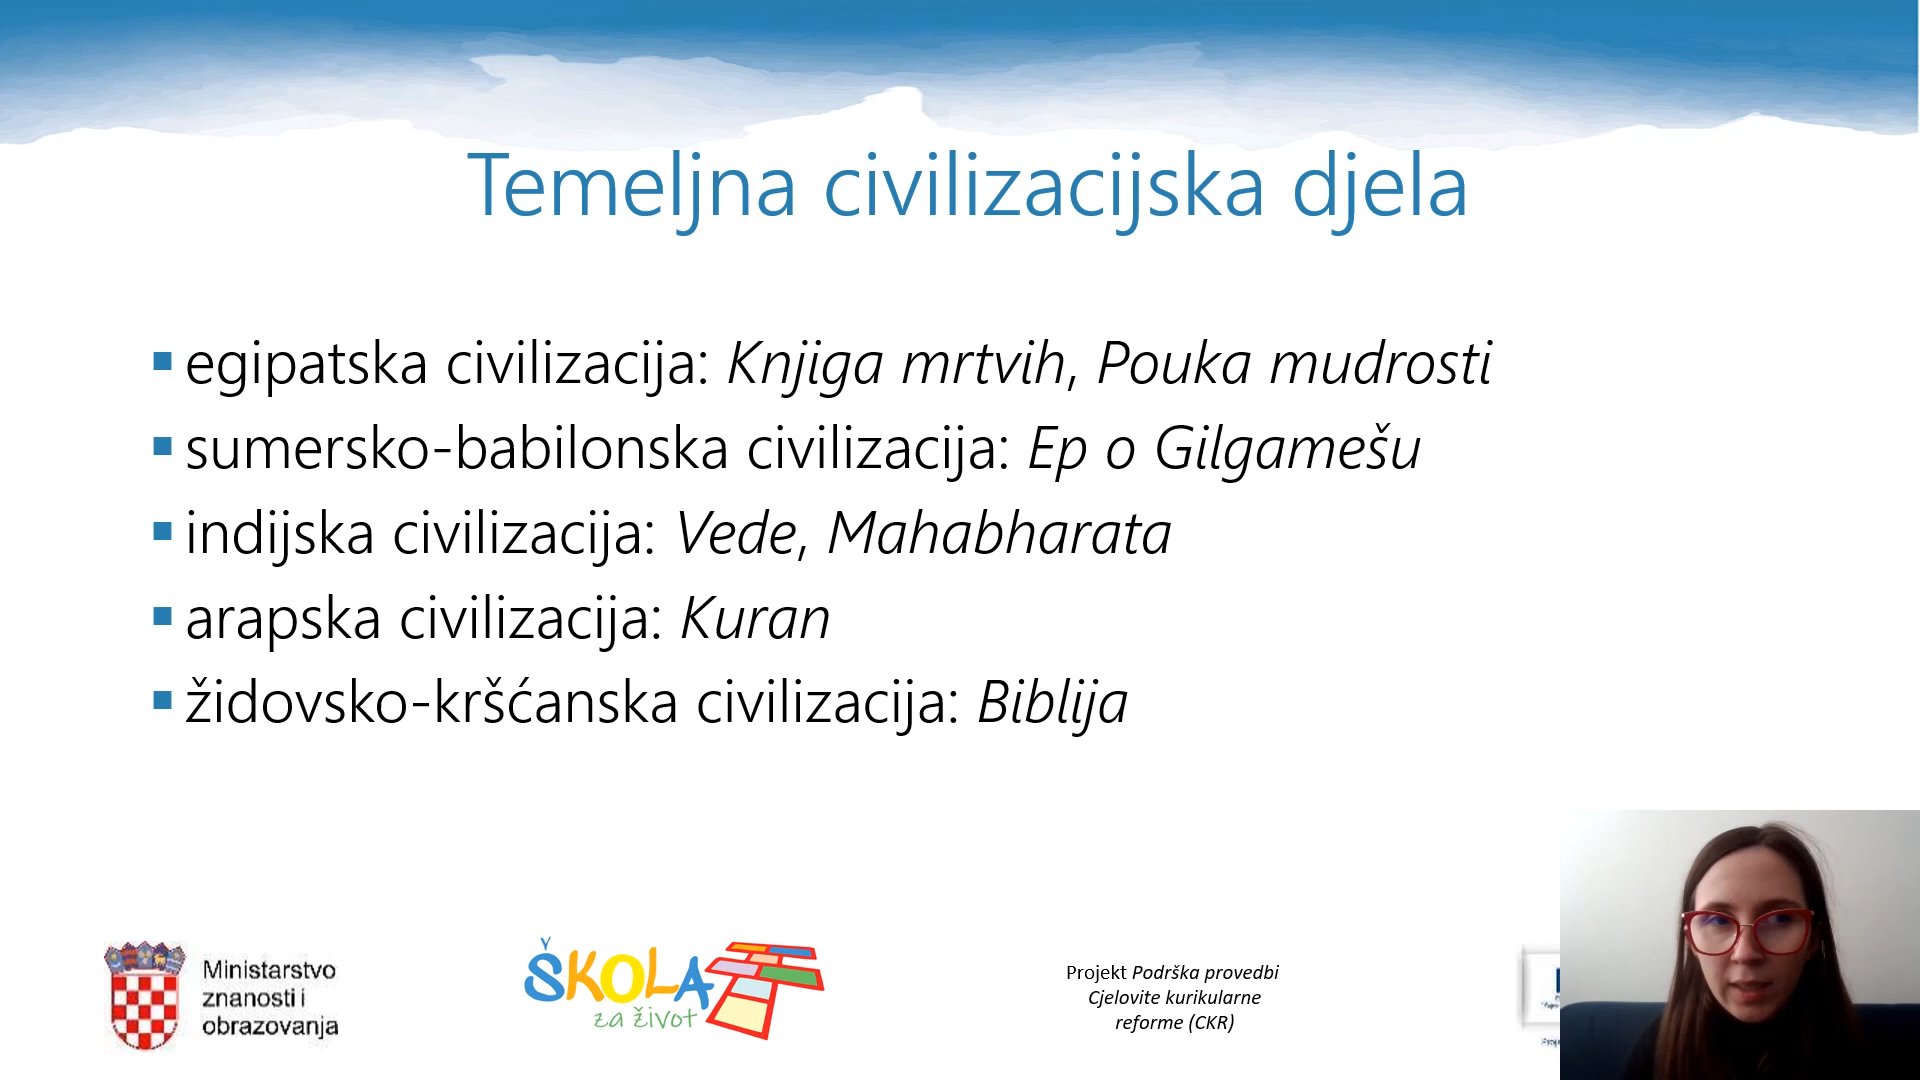 Temeljna civilizacijska djela
egipatska civilizacija: Knjiga mrtvih, Pouka mudrosti
sumersko-babilonska civilizacija: Ep o Gilgamešu
indijska civilizacija: Vede, Mahabharata
arapska civilizacija: Kuran
židovsko-kršćanska civilizacija: Biblija
Ministarstvo
znanosti i
obrazovanja
ŠKOLA
za život
Projekt Podrška provedbi
Cjelovite kurikularne
reforme (CKR)